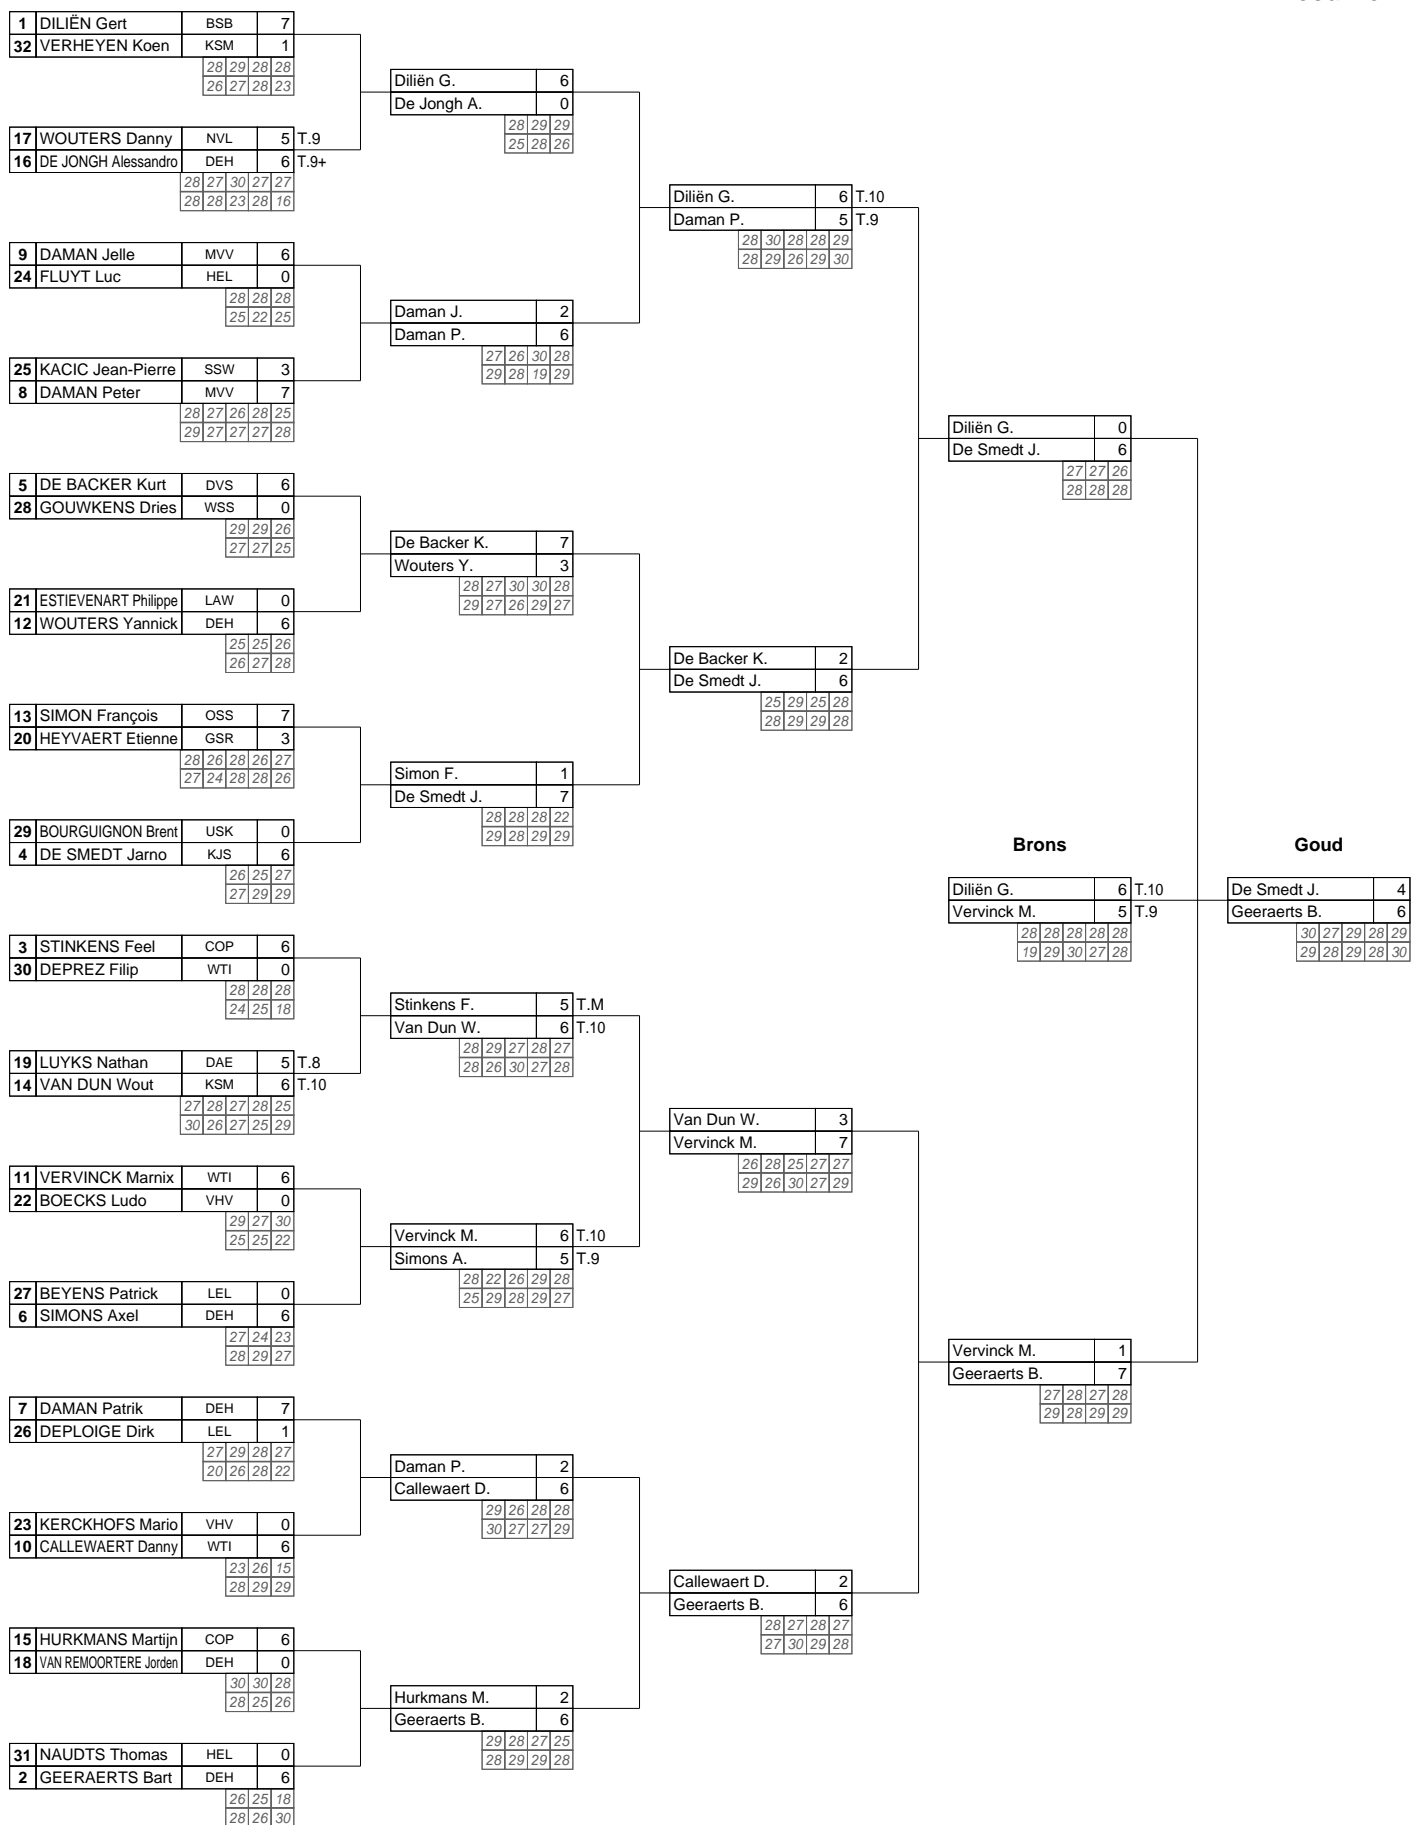 1 DILIËN Gert BSB 7
32 VERHEYEN Koen KSM 1
28 29 28 28
26 27 28 23
17 WOUTERS Danny NVL 5 T.9
16 DE JONGH Alessandro DEH 6 T.9+
28 27 30 27 27
28 28 23 28 16
9 DAMAN Jelle MVV 6
24 FLUYT Luc HEL 0
28 28 28
25 22 25
25 KACIC Jean-Pierre SSW 3
8 DAMAN Peter MVV 7
28 27 26 28 25
29 27 27 27 28
5 DE BACKER Kurt DVS 6
28 GOUWKENS Dries WSS 0
29 29 26
27 27 25
21 ESTIEVENART Philippe LAW 0
12 WOUTERS Yannick DEH 6
25 25 26
26 27 28
13 SIMON François OSS 7
20 HEYVAERT Etienne GSR 3
28 26 28 26 27
27 24 28 28 26
29 BOURGUIGNON Brent USK 0
4 DE SMEDT Jarno KJS 6
26 25 27
27 29 29
3 STINKENS Feel COP 6
30 DEPREZ Filip WTI 0
28 28 28
24 25 18
19 LUYKS Nathan DAE 5 T.8
14 VAN DUN Wout KSM 6 T.10
27 28 27 28 25
30 26 27 25 29
11 VERVINCK Marnix WTI 6
22 BOECKS Ludo VHV 0
29 27 30
25 25 22
27 BEYENS Patrick LEL 0
6 SIMONS Axel DEH 6
27 24 23
28 29 27
7 DAMAN Patrik DEH 7
26 DEPLOIGE Dirk LEL 1
27 29 28 27
20 26 28 22
23 KERCKHOFS Mario VHV 0
10 CALLEWAERT Danny WTI 6
23 26 15
28 29 29
15 HURKMANS Martijn COP 6
18 VAN REMOORTERE Jorden DEH 0
30 30 28
28 25 26
31 NAUDTS Thomas HEL 0
2 GEERAERTS Bart DEH 6
26 25 18
28 26 30
Diliën G. 6
De Jongh A. 0
28 29 29
25 28 26
Daman J. 2
Daman P. 6
27 26 30 28
29 28 19 29
De Backer K. 7
Wouters Y. 3
28 27 30 30 28
29 27 26 29 27
Simon F. 1
De Smedt J. 7
28 28 28 22
29 28 29 29
Stinkens F. 5 T.M
Van Dun W. 6 T.10
28 29 27 28 27
28 26 30 27 28
Vervinck M. 6 T.10
Simons A. 5 T.9
28 22 26 29 28
25 29 28 29 27
Daman P. 2
Callewaert D. 6
29 26 28 28
30 27 27 29
Hurkmans M. 2
Geeraerts B. 6
29 28 27 25
28 29 29 28
Diliën G. 6 T.10
Daman P. 5 T.9
28 30 28 28 29
28 29 26 29 30
De Backer K. 2
De Smedt J. 6
25 29 25 28
28 29 29 28
Van Dun W. 3
Vervinck M. 7
26 28 25 27 27
29 26 30 27 29
Callewaert D. 2
Geeraerts B. 6
28 27 28 27
27 30 29 28
Diliën G. 0
De Smedt J. 6
27 27 26
28 28 28
Vervinck M. 1
Geeraerts B. 7
27 28 27 28
29 28 29 29
Brons
Diliën G. 6 T.10
Vervinck M. 5 T.9
28 28 28 28 28
19 29 30 27 28
Goud
De Smedt J. 4
Geeraerts B. 6
30 27 29 28 29
29 28 29 28 30